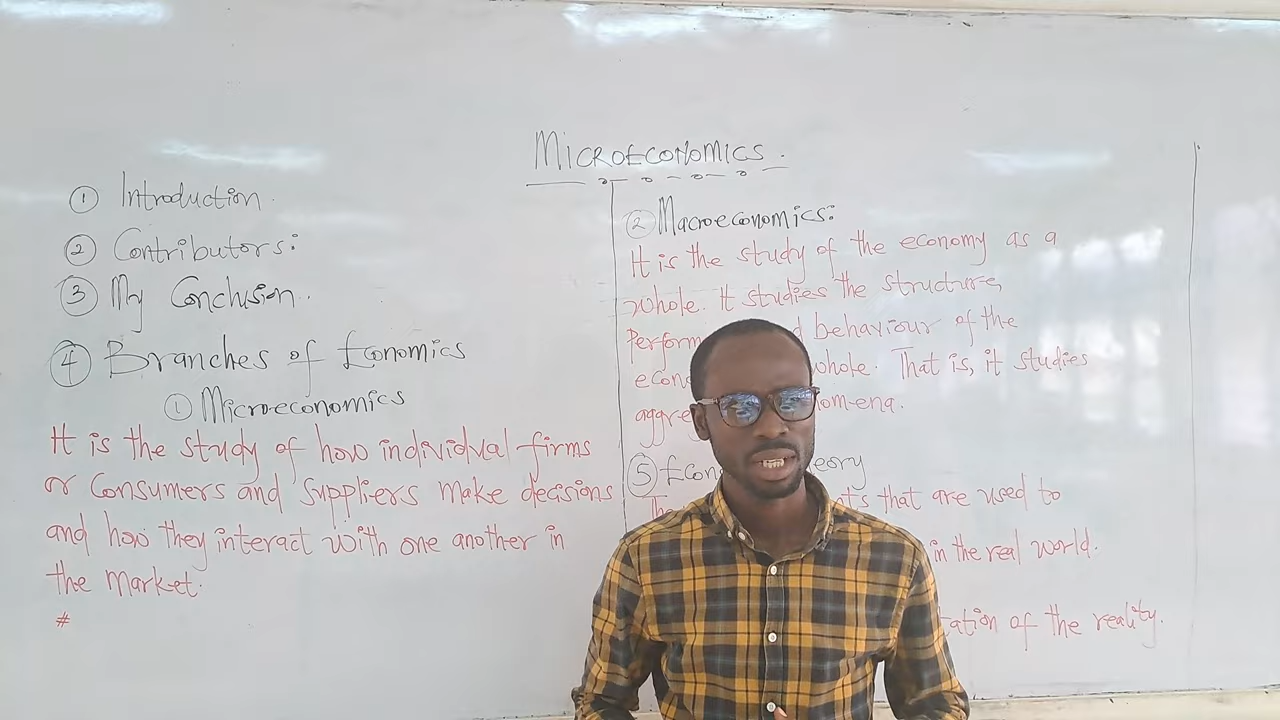 MICROECONOMICS.
① Introduction.
② Contributors:
③ My Conclusion.
④ Branches of Economics
① Microeconomics
It is the study of how individual firms
or Consumers and Suppliers make decisions
and how they interact with one another in
the Market.
#
② Macroeconomics:
It is the study of the economy as a
whole. It studies the structure,
behaviour of the
whole. That is, it studies
⑤
that are used to
in the real world.
of the reality.